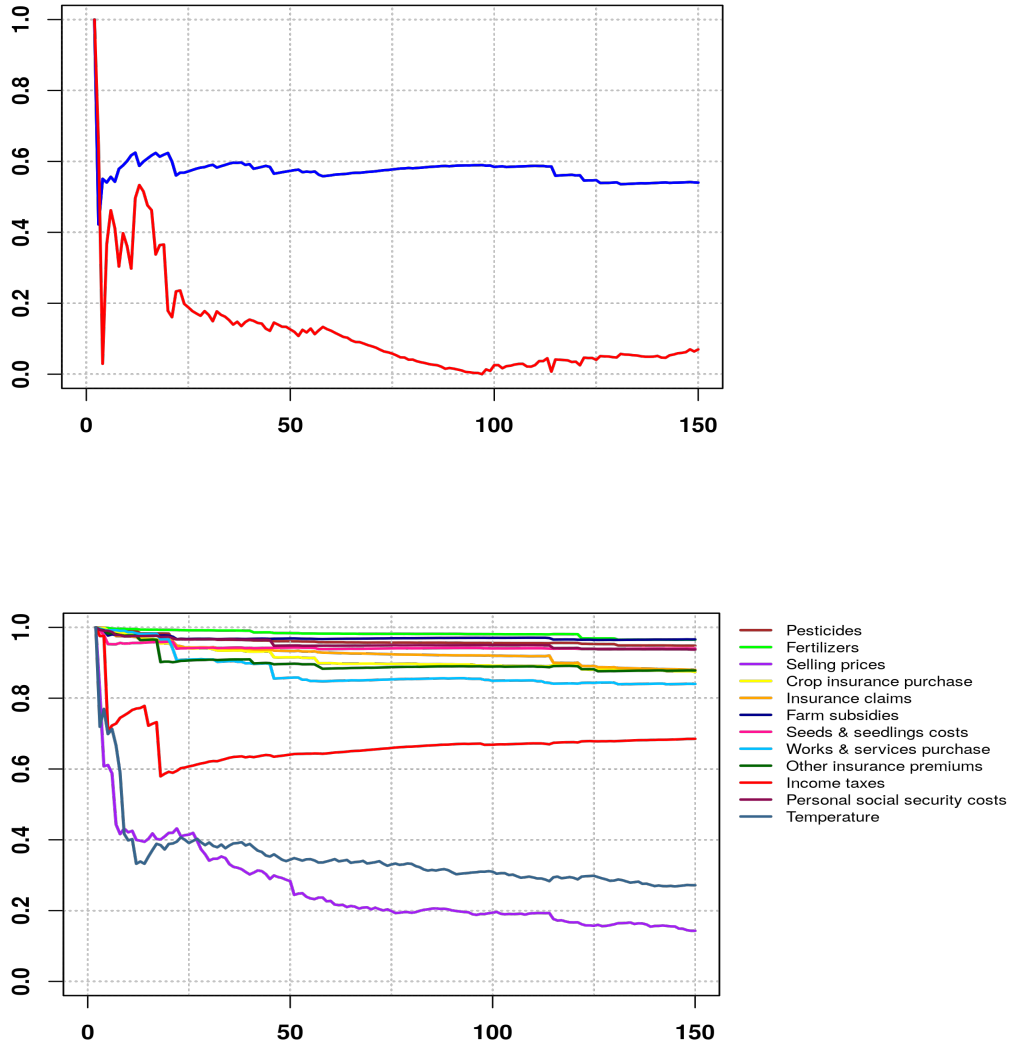 1.0
0.8
0.6
0.4
0.2
0.0
0 50 100 150
1.0
0.8
0.6
0.4
0.2
0.0
0 50 100 150
Pesticides
Fertilizers
Selling prices
Crop insurance purchase
Insurance claims
Farm subsidies
Seeds & seedlings costs
Works & services purchase
Other insurance premiums
Income taxes
Personal social security costs
Temperature